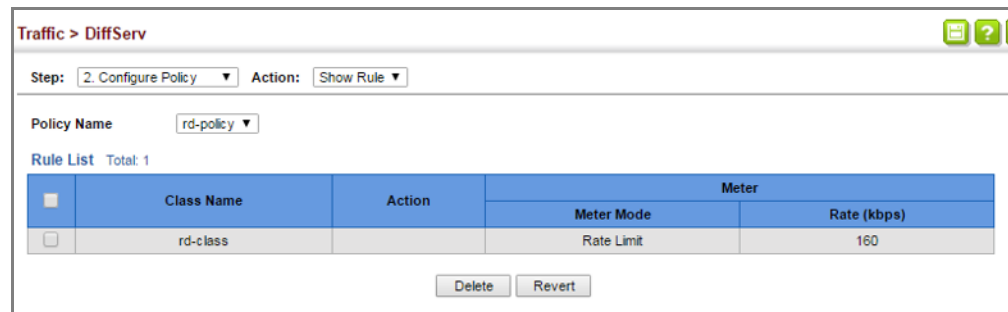 Traffic > DiffServ
?
Step: 2. Configure Policy Action: Show Rule
Policy Name rd-policy
Rule List Total: 1
Class Name Action Meter
Meter Mode Rate (kbps)
rd-class Rate Limit 160
Delete Revert